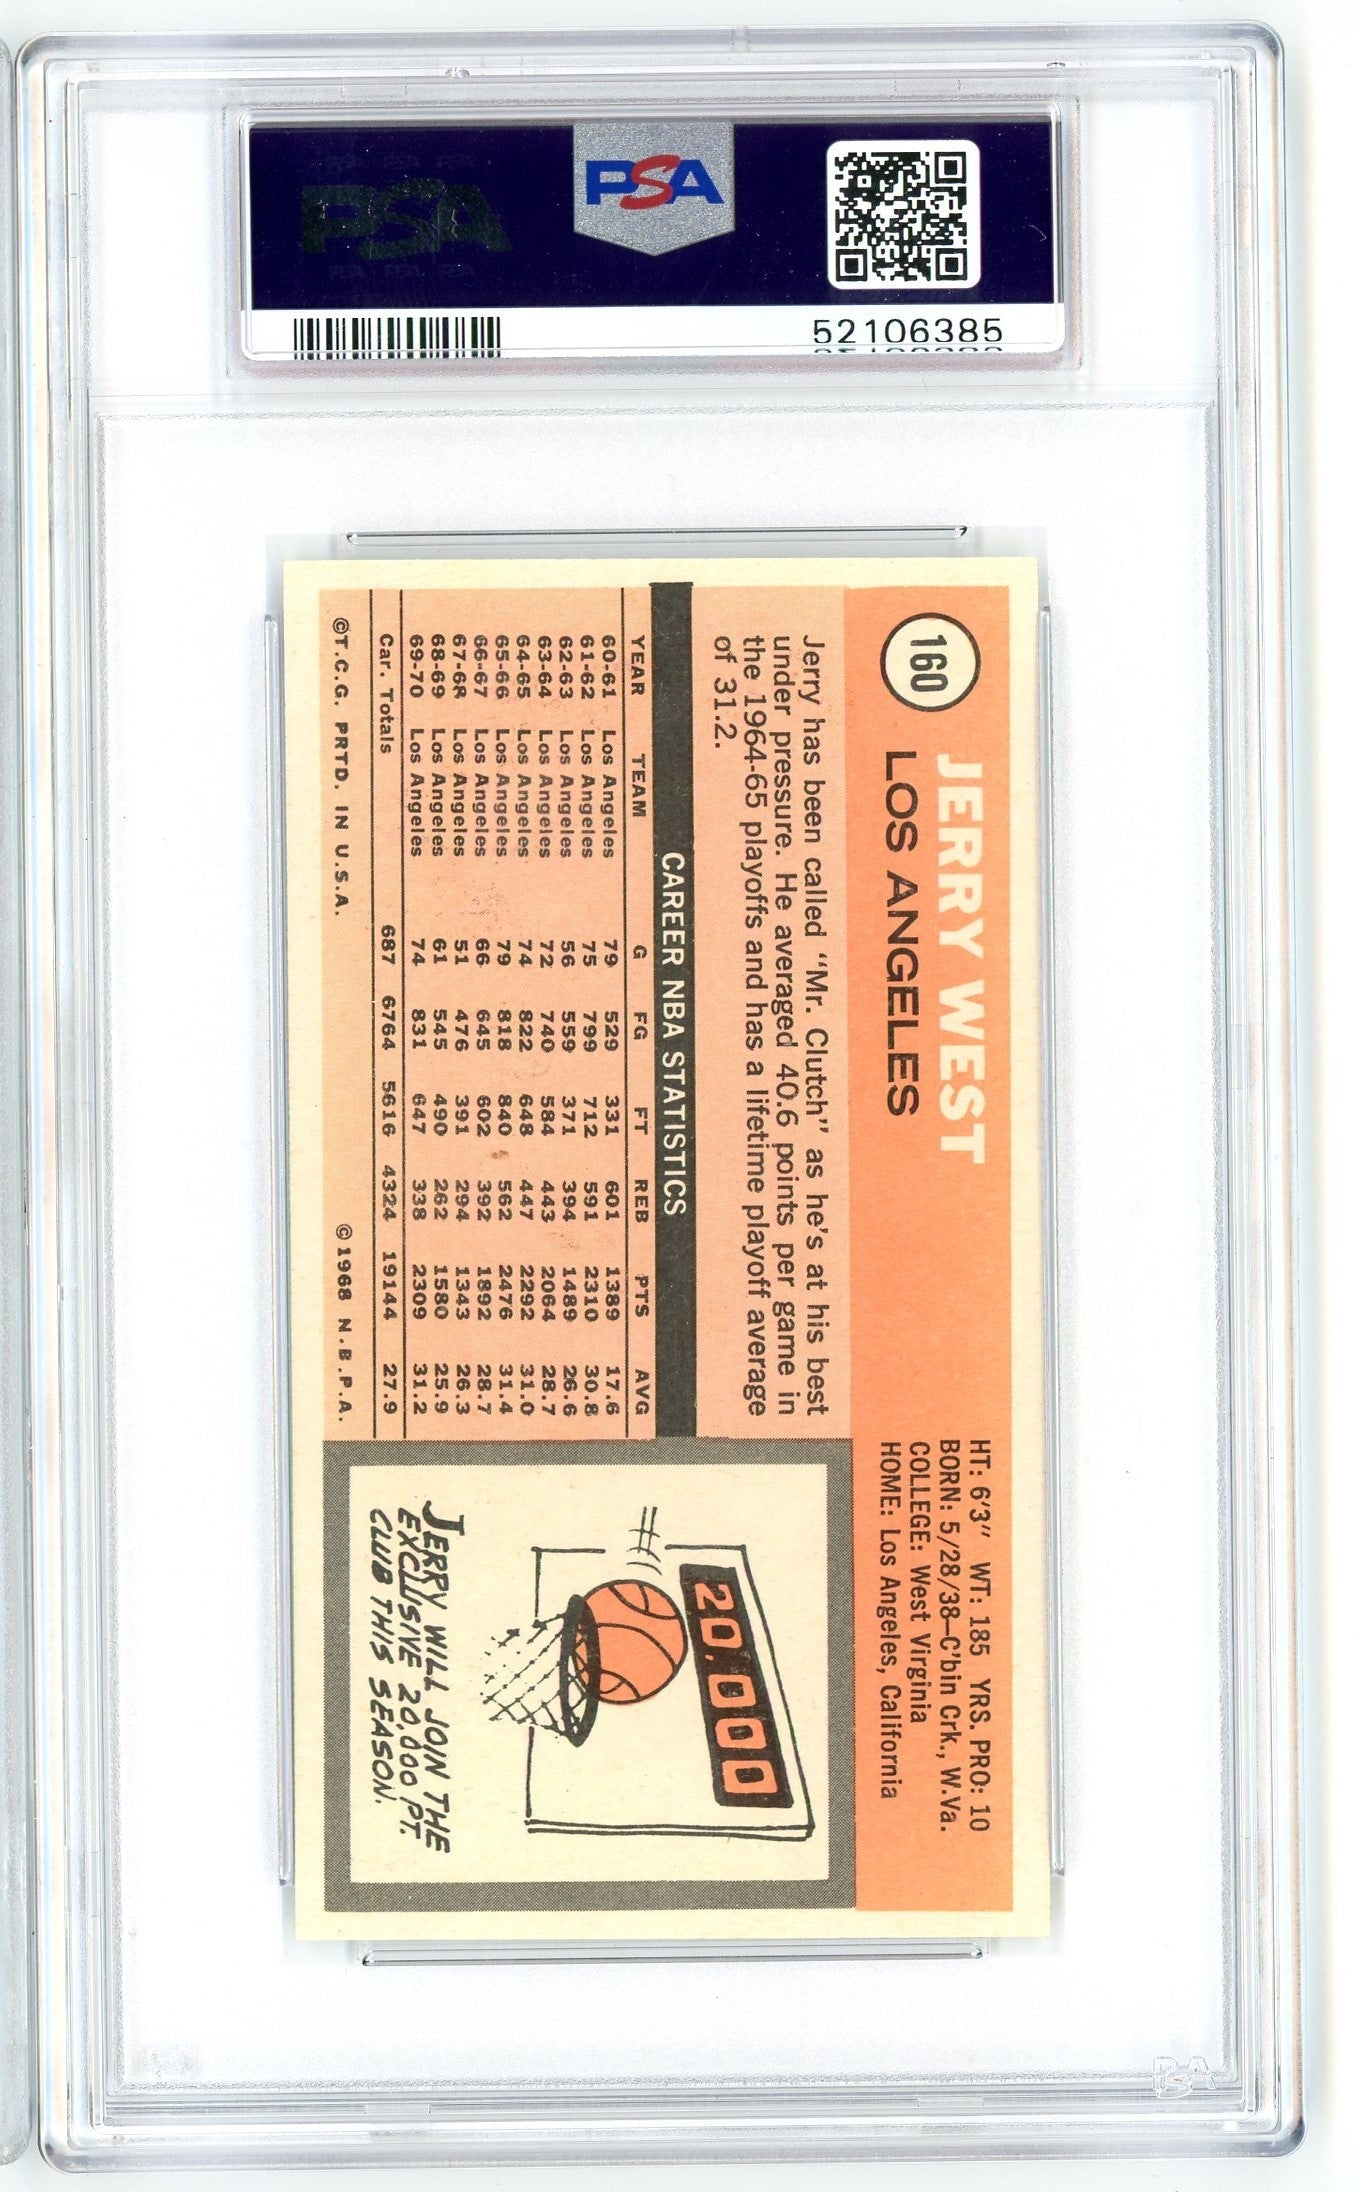 PSA
PSA
52106385
160
JERRY WEST
LOS ANGELES
HT: 6'3" WT: 185 YRS. PRO: 10
BORN: 5/28/38—C'bin Crk., W.Va.
COLLEGE: West Virginia
HOME: Los Angeles, California
Jerry has been called "Mr. Clutch" as he's at his best
under pressure. He averaged 40.6 points per game in
the 1964-65 playoffs and has a lifetime playoff average
of 31.2.
CAREER NBA STATISTICS
YEAR TEAM G FG FT REB PTS AVG
60-61 Los Angeles 79 529 331 601 1389 17.6
61-62 Los Angeles 75 799 712 591 2310 30.8
62-63 Los Angeles 56 559 371 394 1489 26.6
63-64 Los Angeles 72 740 584 443 2064 28.7
64-65 Los Angeles 74 822 648 447 2292 31.0
65-66 Los Angeles 79 818 840 562 2476 31.4
66-67 Los Angeles 66 645 602 392 1892 28.7
67-68 Los Angeles 51 476 391 294 1343 26.3
68-69 Los Angeles 61 545 490 262 1580 25.9
69-70 Los Angeles 74 831 647 338 2309 31.2
Car. Totals 687 6764 5616 4324 19144 27.9
©T.C.G. PRTD. IN U.S.A. ©1968 N.B.P.A.
20,000
JERRY WILL JOIN THE
EXCLUSIVE 20,000 PT.
CLUB THIS SEASON.
PSA